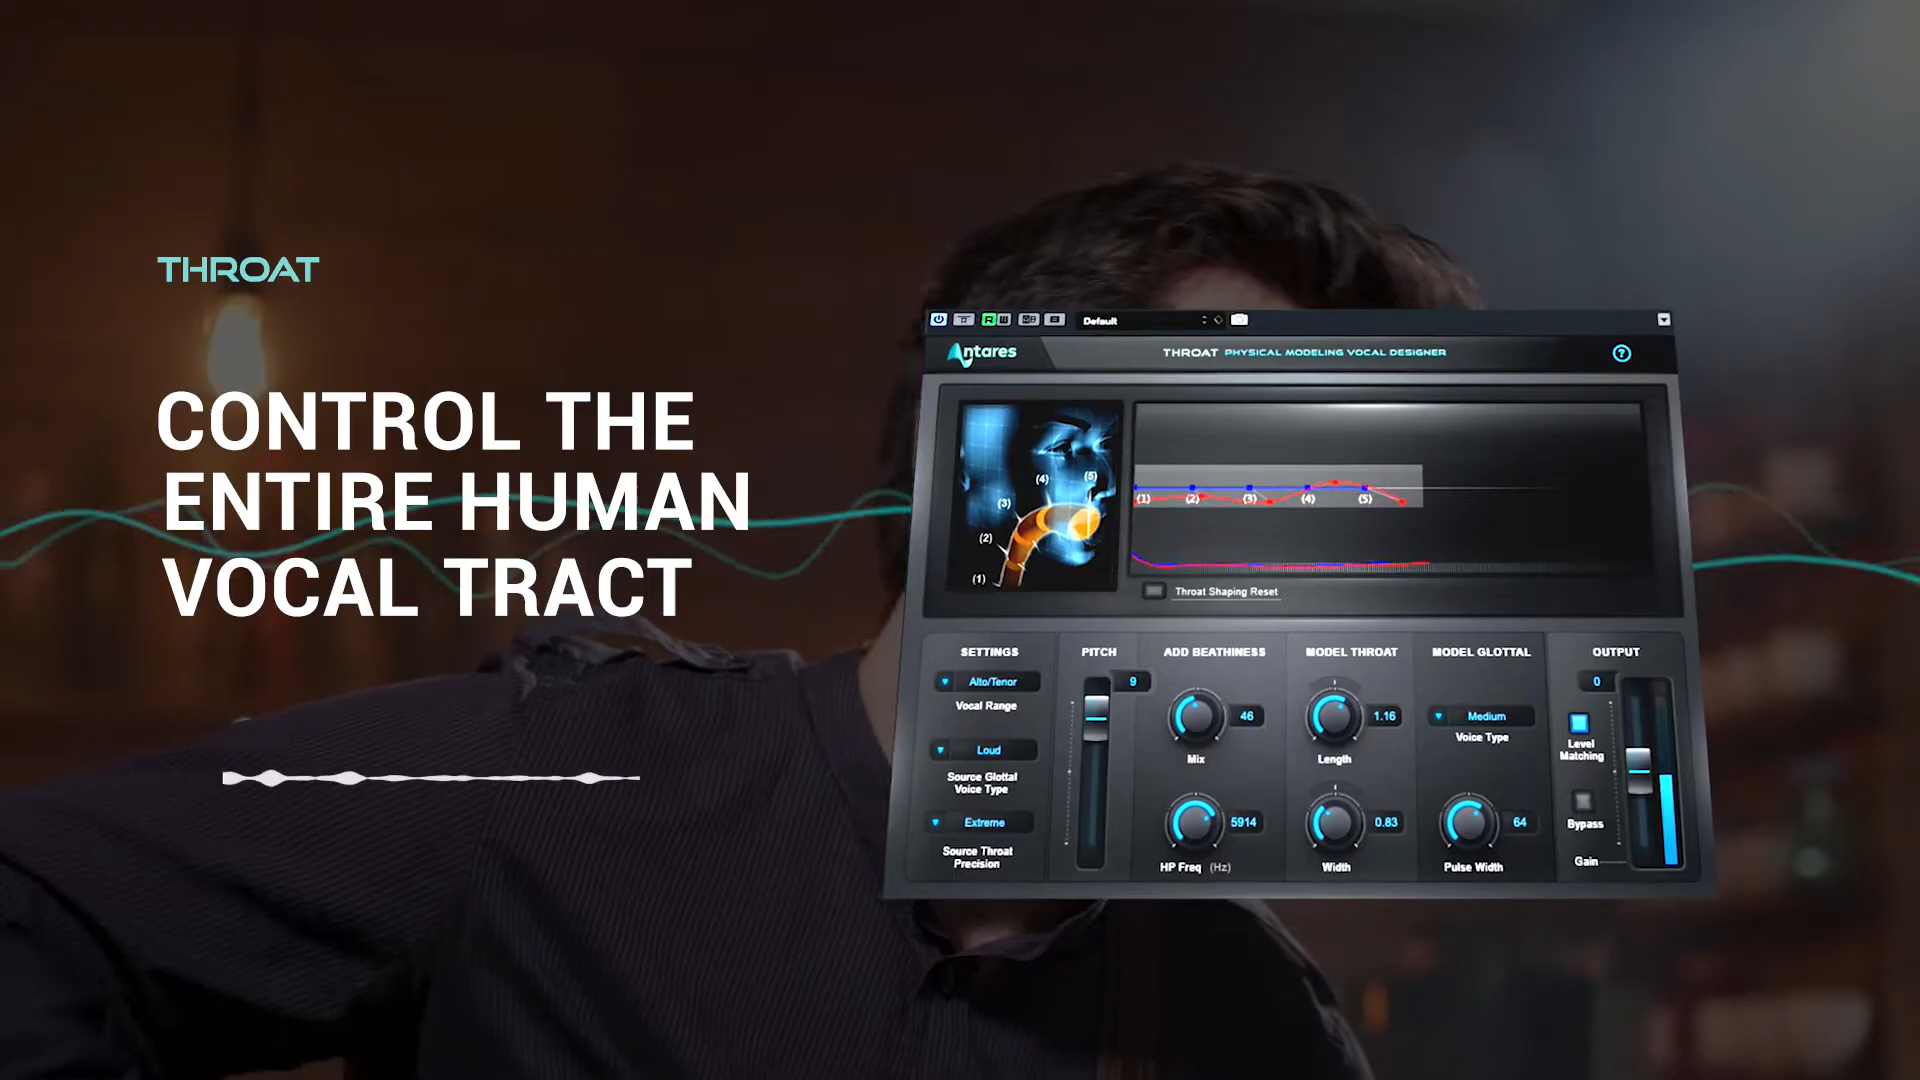 THROAT
CONTROL THE
ENTIRE HUMAN
VOCAL TRACT
Default
Antares
THROAT PHYSICAL MODELING VOCAL DESIGNER
?
(1)
(2)
(3)
(4)
(5)
(1) (2) (3) (4) (5)
Throat Shaping Reset
SETTINGS
Alto/Tenor
Vocal Range
Loud
Source Glottal
Voice Type
Extreme
Source Throat
Precision
PITCH
9
ADD BEATHINESS
46
Mix
5914
HP Freq (Hz)
MODEL THROAT
1.16
Length
0.83
Width
MODEL GLOTTAL
Medium
Voice Type
64
Pulse Width
OUTPUT
0
Level
Matching
Bypass
Gain